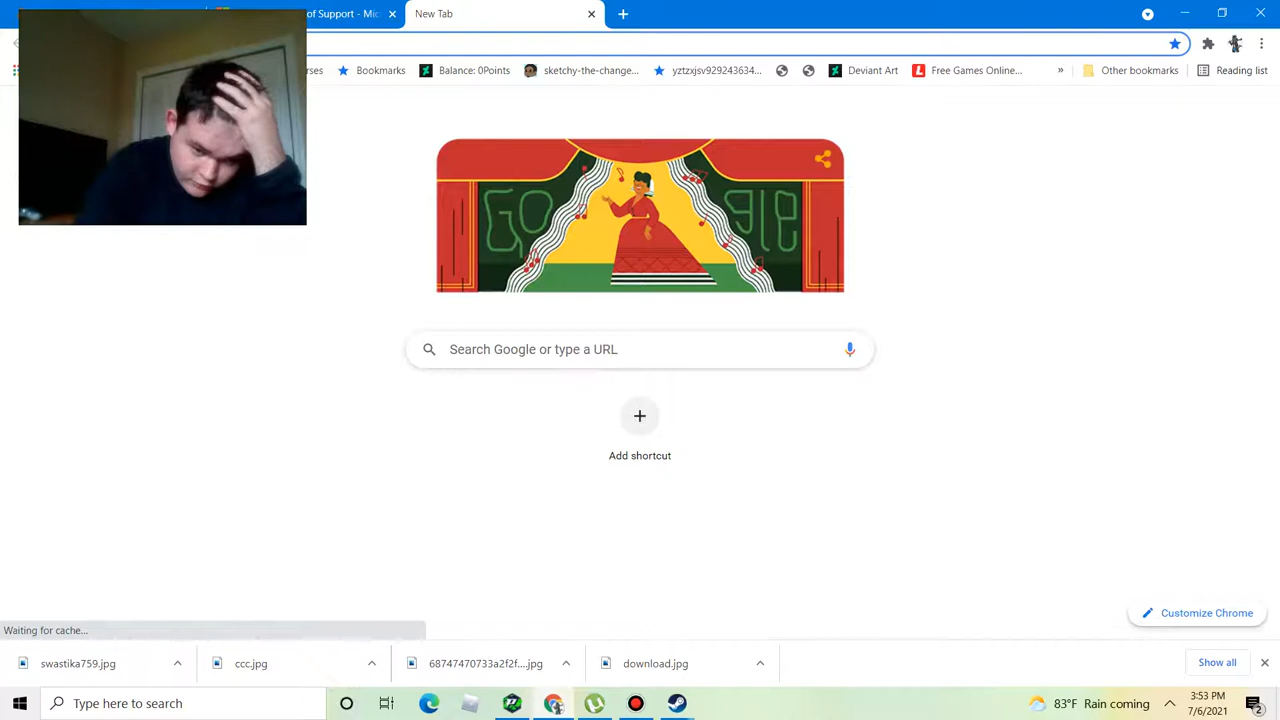 of Support - Mic
New Tab
rses
Bookmarks
Balance: 0Points
sketchy-the-change...
yztzxjsv929243634...
Deviant Art
Free Games Online...
»
Other bookmarks
Reading list
GO gle
Search Google or type a URL
Add shortcut
Customize Chrome
Waiting for cache...
swastika759.jpg
ccc.jpg
68747470733a2f2f....jpg
download.jpg
Show all
Type here to search
83°F Rain coming
3:53 PM
7/6/2021
2